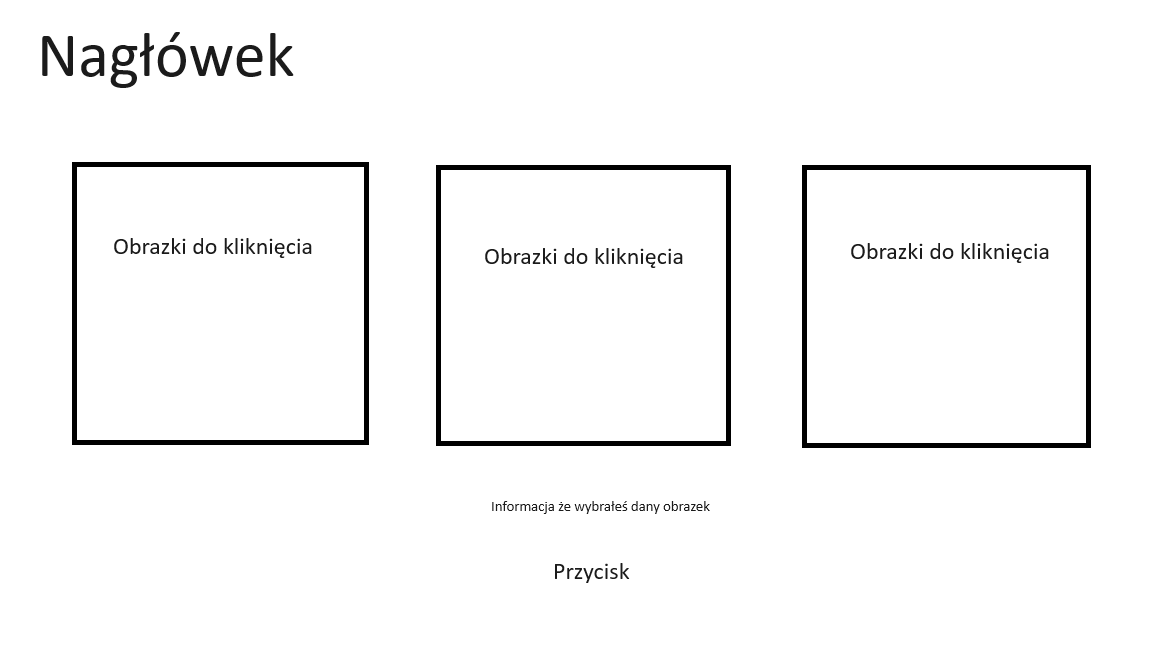 Nagłówek
Obrazki do kliknięcia
Obrazki do kliknięcia
Obrazki do kliknięcia
Informacja że wybrałeś dany obrazek
Przycisk